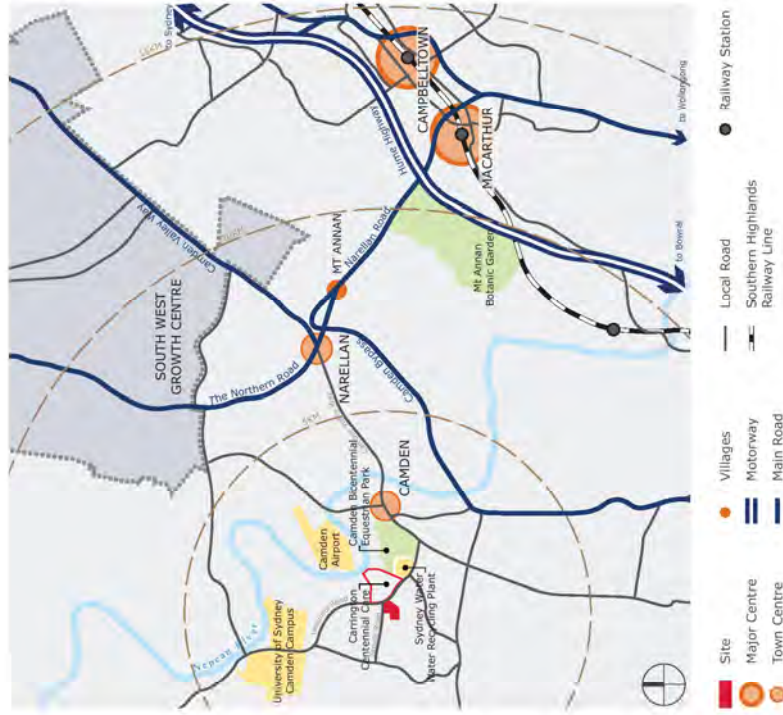 to Sydney
15KM
CAMPBELLTOWN
MACARTHUR
to Wollongong
Hume Highway
Camden Valley Way
10KM
MT ANNAN
Narellan Road
Mt Annan
Botanic Garden
to Bowral
SOUTH WEST
GROWTH CENTRE
The Northern Road
NARELLAN
Camden Bypass
5KM
CAMDEN
Camden Bicentennial
Equestrian Park
Camden
Airport
Carrington
Centennial Care
Sydney Water
Water Recycling Plant
Nepean River
University of Sydney
Camden Campus
Site
Major Centre
Town Centre
Villages
Motorway
Main Road
Local Road
Southern Highlands
Railway Line
Railway Station